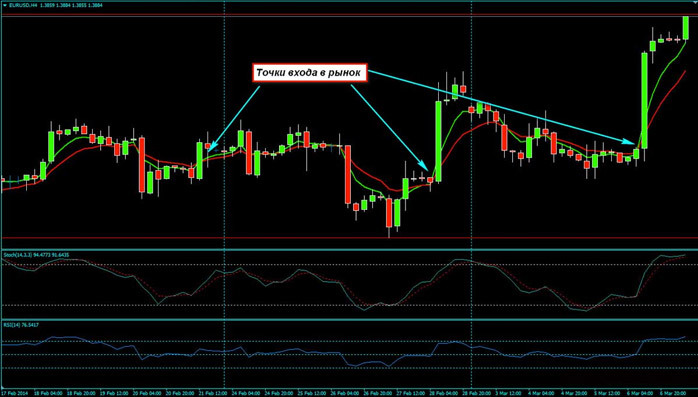 EURUSD,H4 1.3859 1.3884 1.3855 1.3884
Точки входа в рынок
Stoch(14,3,3) 94.4773 91.6435
RSI(14) 76.5417
17 Feb 2014 18 Feb 04:00 18 Feb 20:00 19 Feb 12:00 20 Feb 04:00 20 Feb 20:00 21 Feb 12:00 24 Feb 04:00 24 Feb 20:00 25 Feb 12:00 26 Feb 04:00 26 Feb 20:00 27 Feb 12:00 28 Feb 04:00 28 Feb 20:00 3 Mar 12:00 4 Mar 04:00 4 Mar 20:00 5 Mar 12:00 6 Mar 04:00 6 Mar 20:00